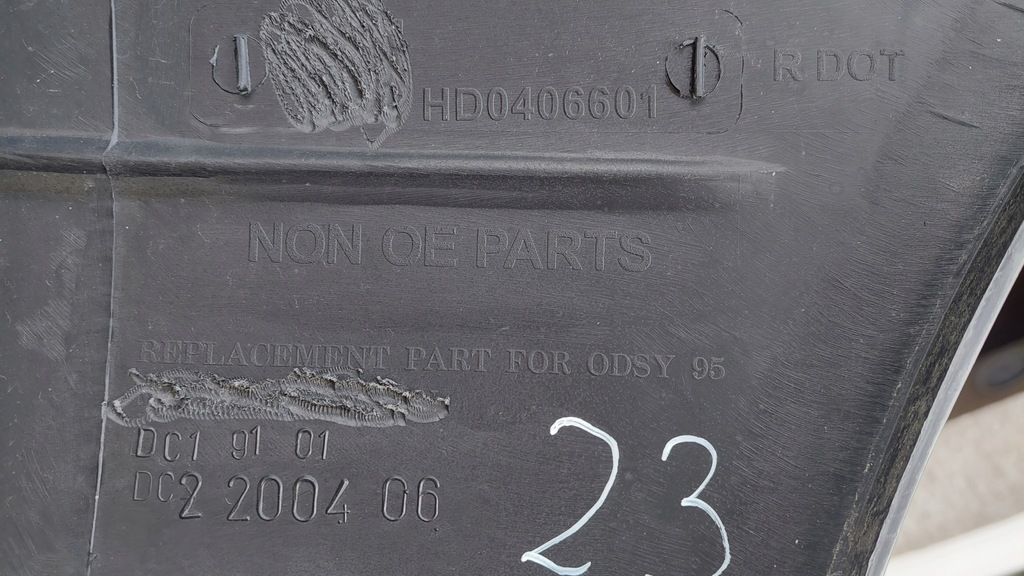 HD0406601
R DOT
NON OE PARTS
REPLACEMENT PART FOR ODSY 95
DC1 91 01
DC2 2004 06
23